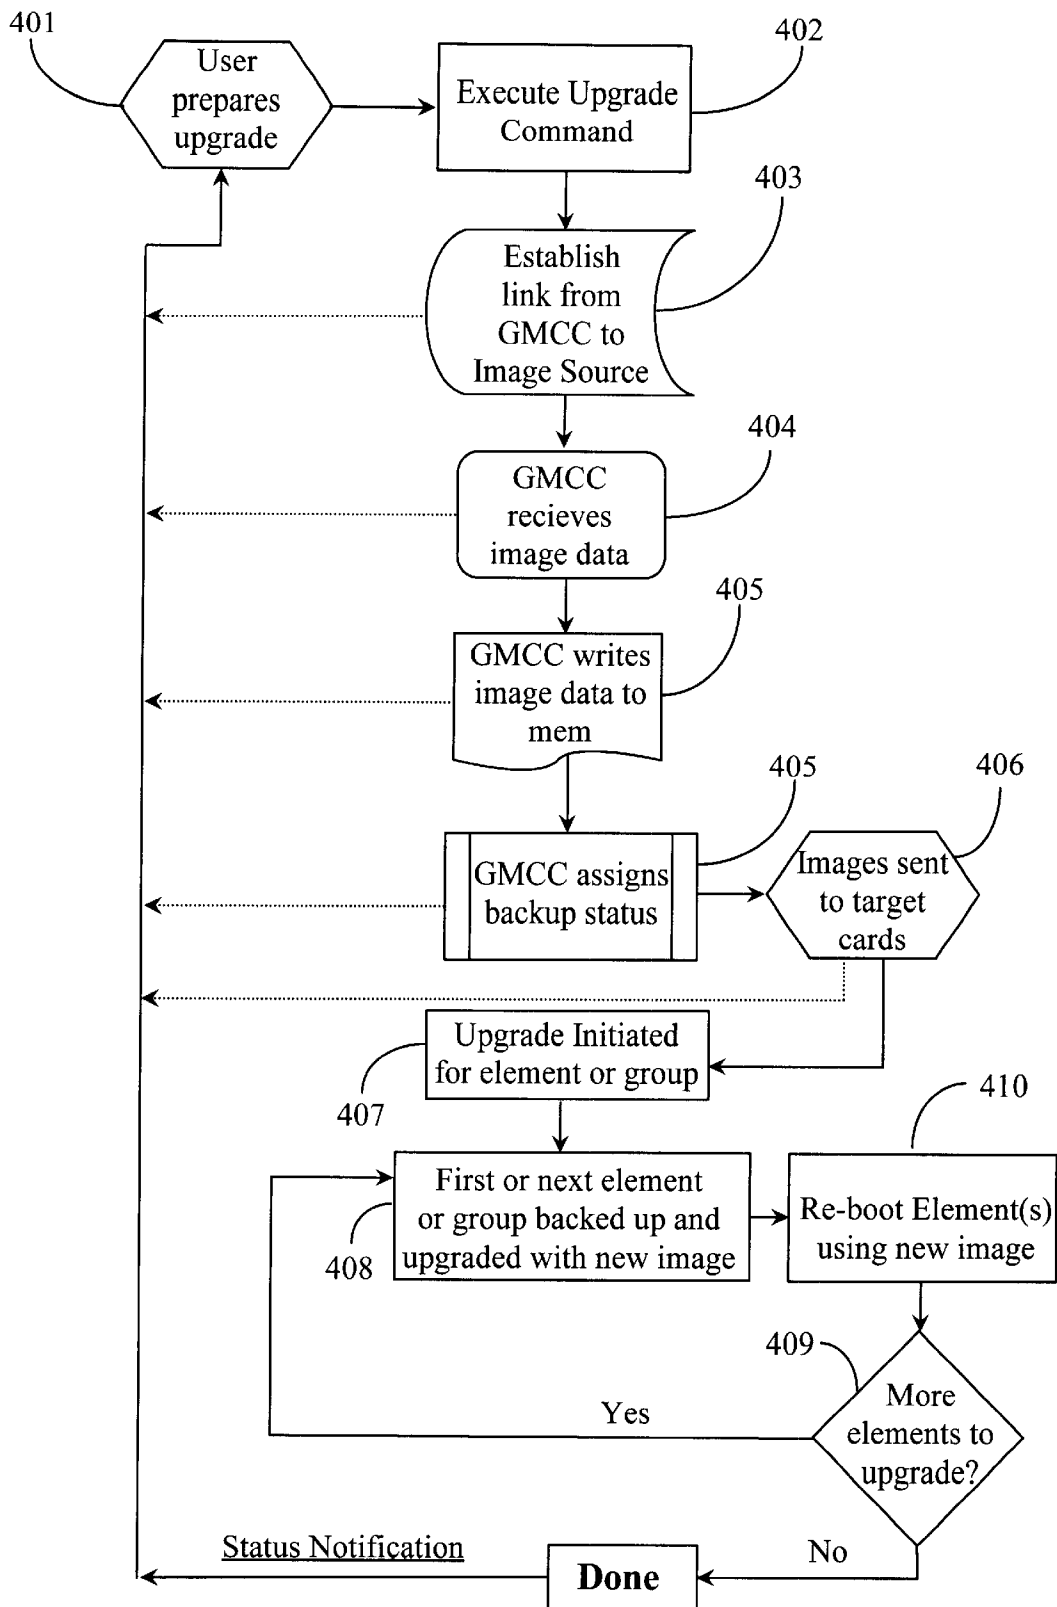 401
User
prepares
upgrade
402
Execute Upgrade
Command
403
Establish
link from
GMCC to
Image Source
404
GMCC
recieves
image data
405
GMCC writes
image data to
mem
405
GMCC assigns
backup status
406
Images sent
to target
cards
Upgrade Initiated
for element or group
407
410
First or next element
or group backed up and
upgraded with new image
408
Re-boot Element(s)
using new image
409
More
elements to
upgrade?
Yes
No
Status Notification
Done